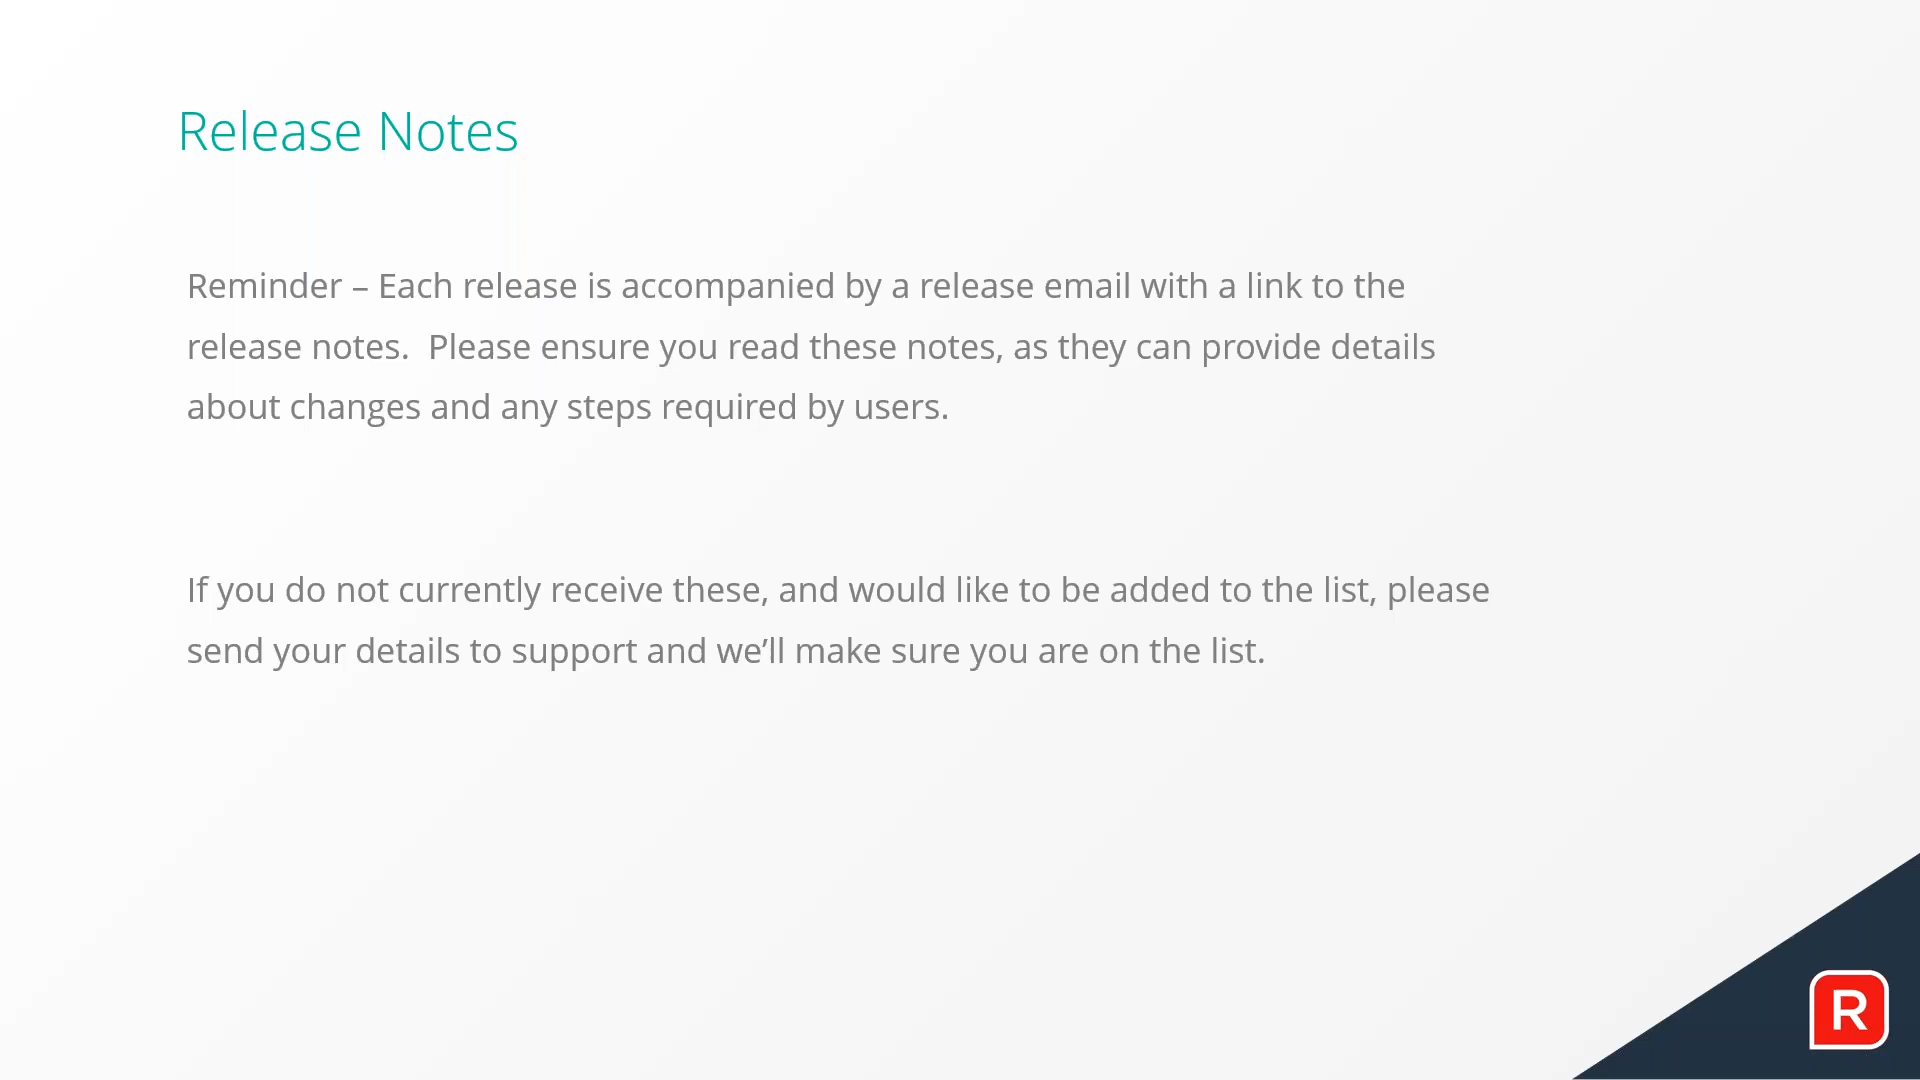 Release Notes
Reminder – Each release is accompanied by a release email with a link to the
release notes.  Please ensure you read these notes, as they can provide details
about changes and any steps required by users.
If you do not currently receive these, and would like to be added to the list, please
send your details to support and we’ll make sure you are on the list.
R